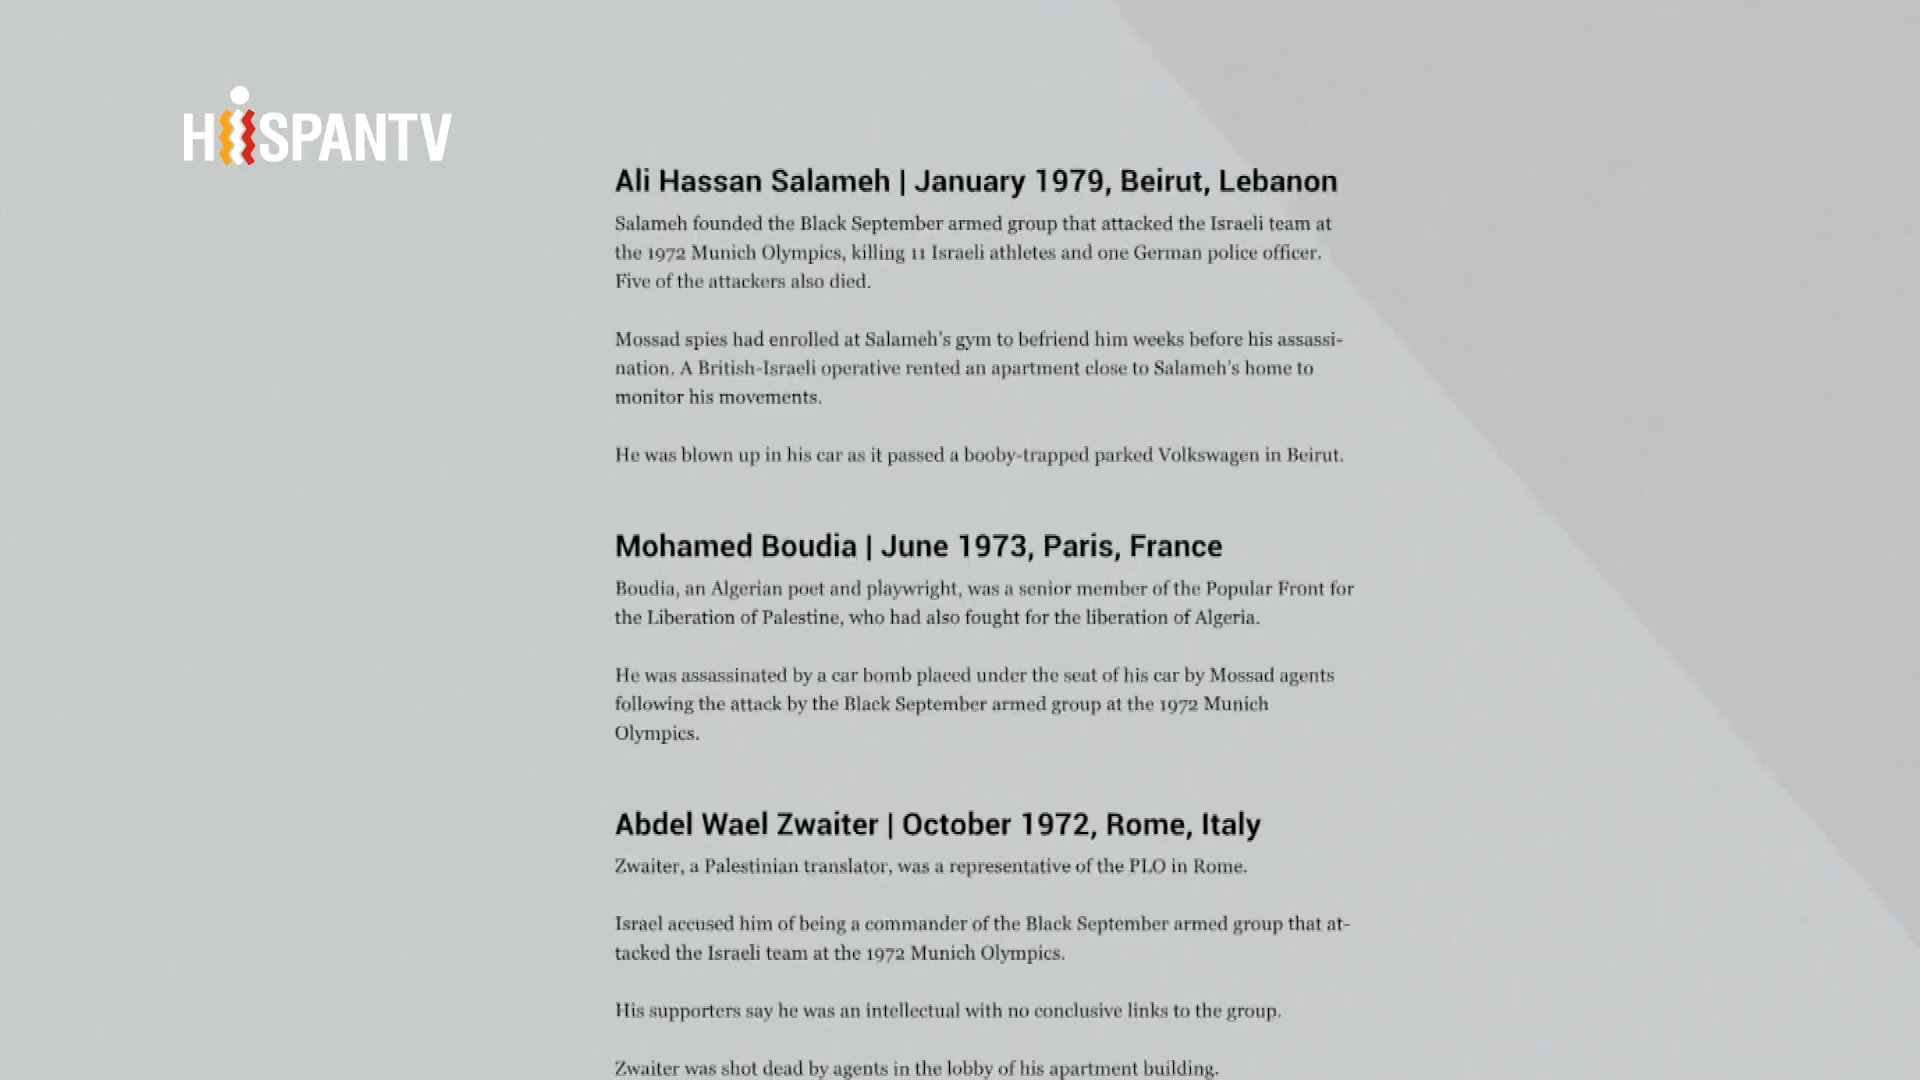 HISPANTV
Ali Hassan Salameh | January 1979, Beirut, Lebanon
Salameh founded the Black September armed group that attacked the Israeli team at
the 1972 Munich Olympics, killing 11 Israeli athletes and one German police officer.
Five of the attackers also died.
Mossad spies had enrolled at Salameh's gym to befriend him weeks before his assassi-
nation. A British-Israeli operative rented an apartment close to Salameh's home to
monitor his movements.
He was blown up in his car as it passed a booby-trapped parked Volkswagen in Beirut.
Mohamed Boudia | June 1973, Paris, France
Boudia, an Algerian poet and playwright, was a senior member of the Popular Front for
the Liberation of Palestine, who had also fought for the liberation of Algeria.
He was assassinated by a car bomb placed under the seat of his car by Mossad agents
following the attack by the Black September armed group at the 1972 Munich
Olympics.
Abdel Wael Zwaiter | October 1972, Rome, Italy
Zwaiter, a Palestinian translator, was a representative of the PLO in Rome.
Israel accused him of being a commander of the Black September armed group that at-
tacked the Israeli team at the 1972 Munich Olympics.
His supporters say he was an intellectual with no conclusive links to the group.
Zwaiter was shot dead by agents in the lobby of his apartment building.